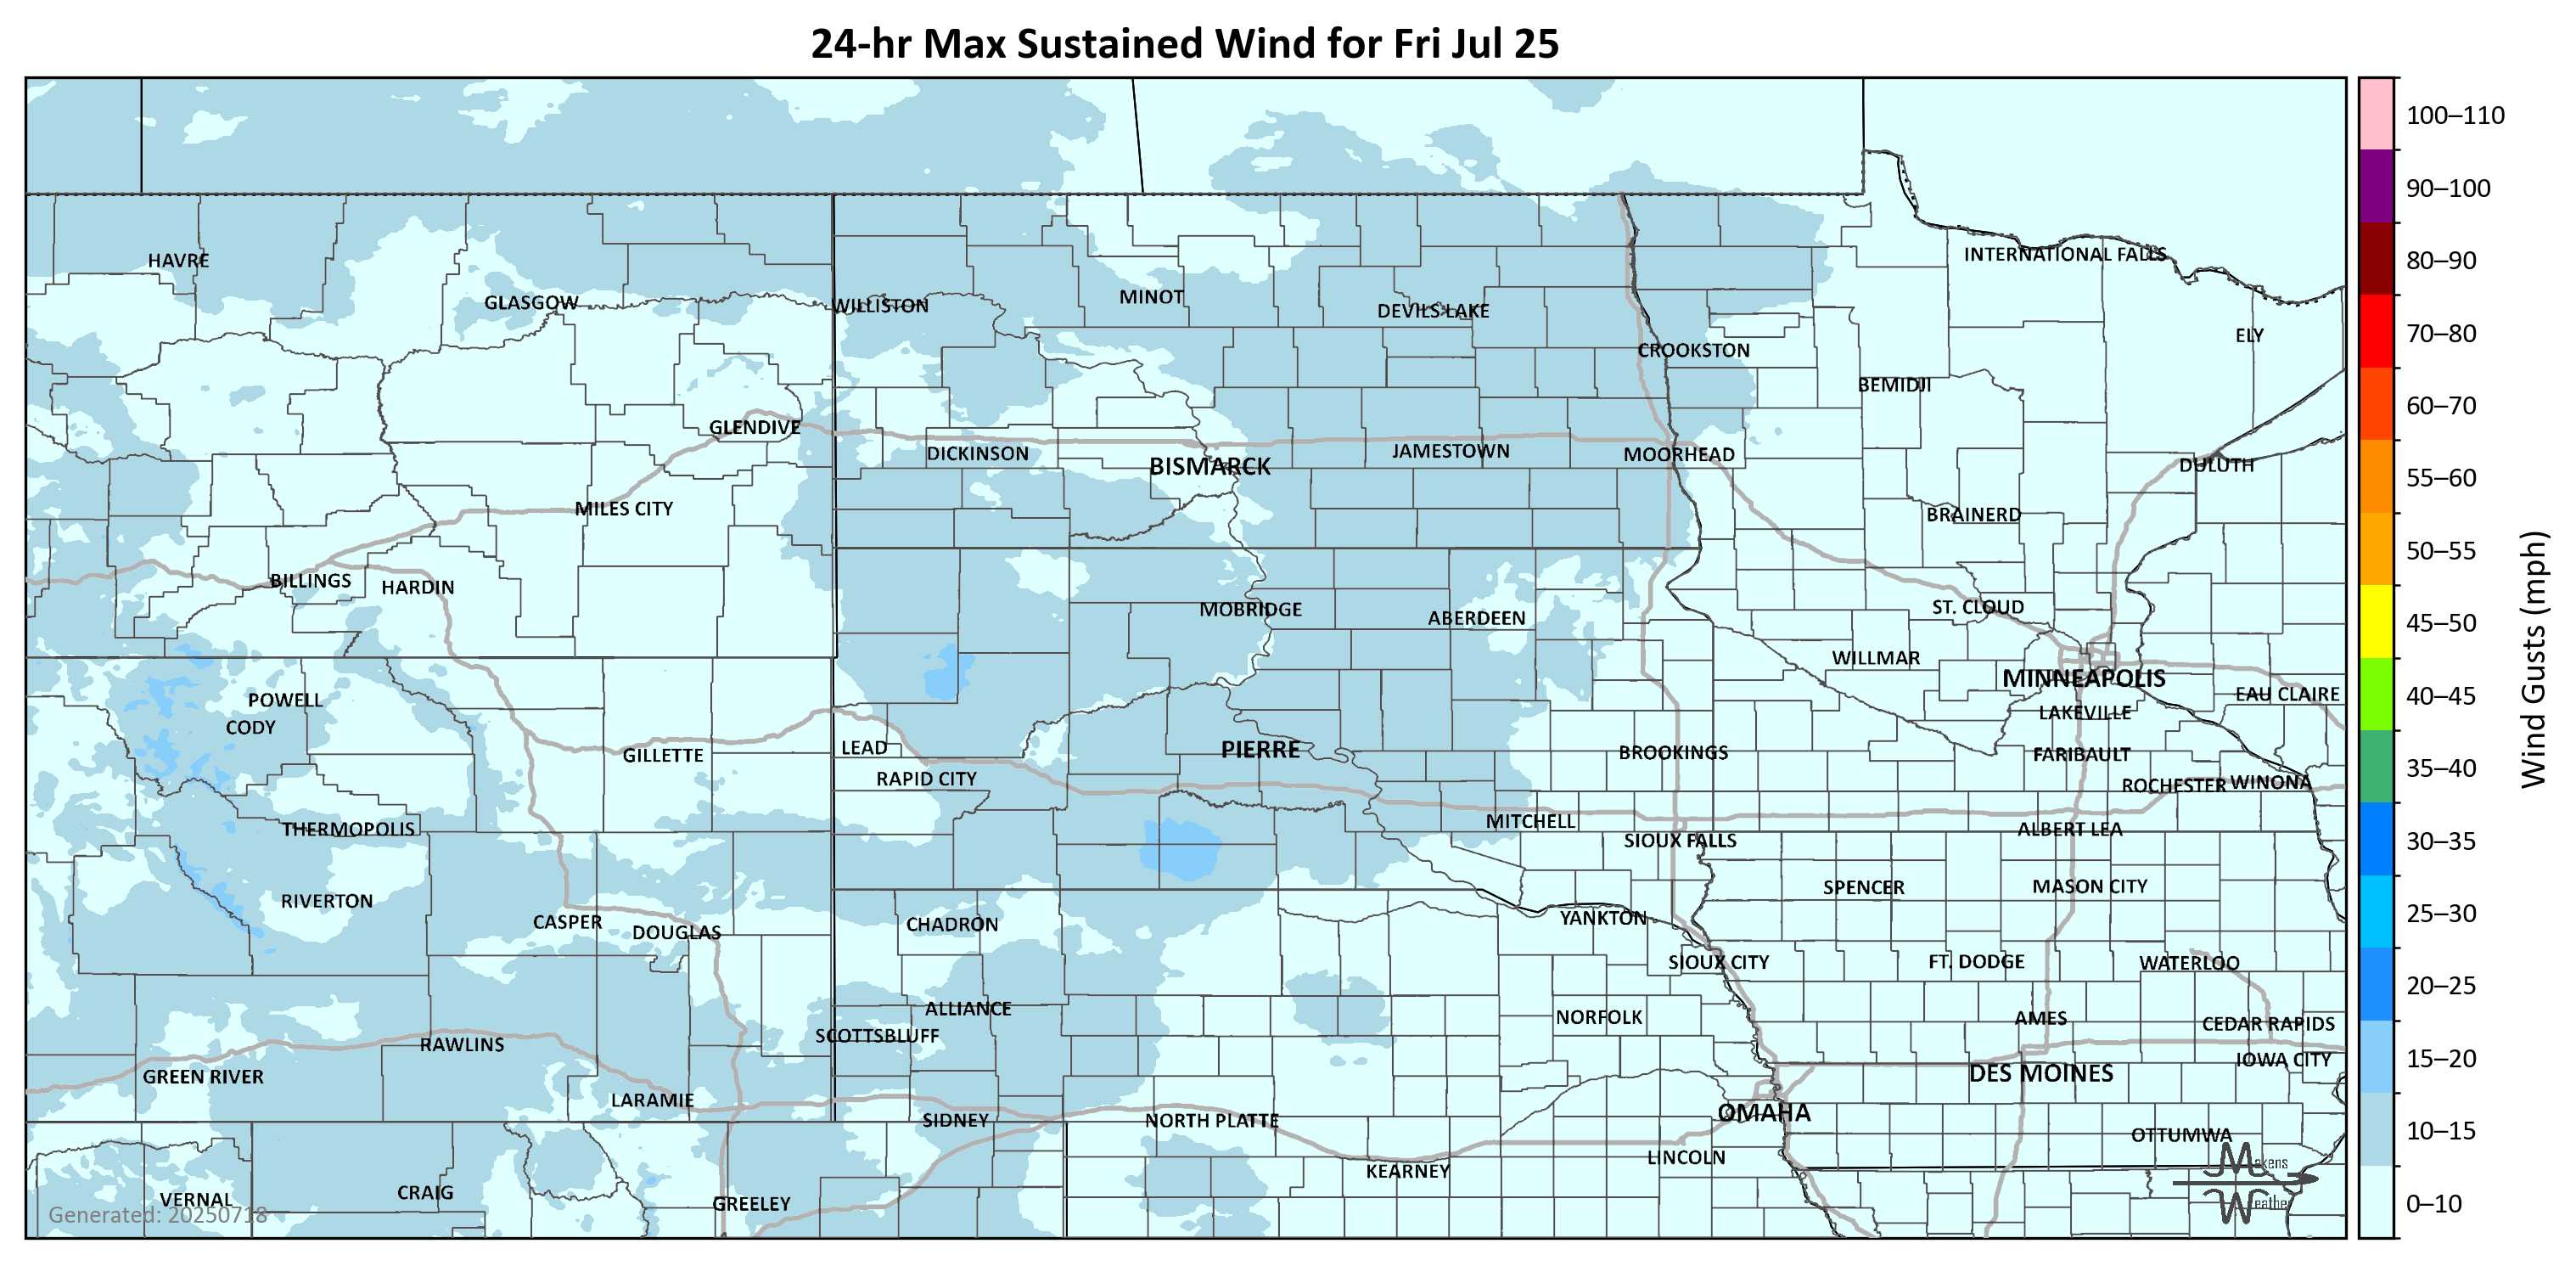 24-hr Max Sustained Wind for Fri Jul 25
100–110
90–100
80–90
70–80
60–70
55–60
50–55
45–50
40–45
35–40
30–35
25–30
20–25
15–20
10–15
0–10
Wind Gusts (mph)
HAVRE
INTERNATIONAL FALLS
GLASGOW
WILLISTON
MINOT
DEVILS LAKE
ELY
CROOKSTON
BEMIDJI
GLENDIVE
DICKINSON
BISMARCK
JAMESTOWN
MOORHEAD
DULUTH
MILES CITY
BRAINERD
BILLINGS
HARDIN
MOBRIDGE
ABERDEEN
ST. CLOUD
WILLMAR
MINNEAPOLIS
EAU CLAIRE
POWELL
CODY
LAKEVILLE
GILLETTE
LEAD
PIERRE
BROOKINGS
FARIBAULT
RAPID CITY
ROCHESTER
WINONA
THERMOPOLIS
MITCHELL
SIOUX FALLS
ALBERT LEA
RIVERTON
SPENCER
MASON CITY
CASPER
DOUGLAS
CHADRON
YANKTON
SIOUX CITY
FT. DODGE
WATERLOO
ALLIANCE
NORFOLK
AMES
CEDAR RAPIDS
SCOTTSBLUFF
RAWLINS
IOWA CITY
GREEN RIVER
DES MOINES
LARAMIE
SIDNEY
NORTH PLATTE
OMAHA
OTTUMWA
KEARNEY
LINCOLN
VERNAL
CRAIG
GREELEY
Makens
Weather
Generated: 20250718